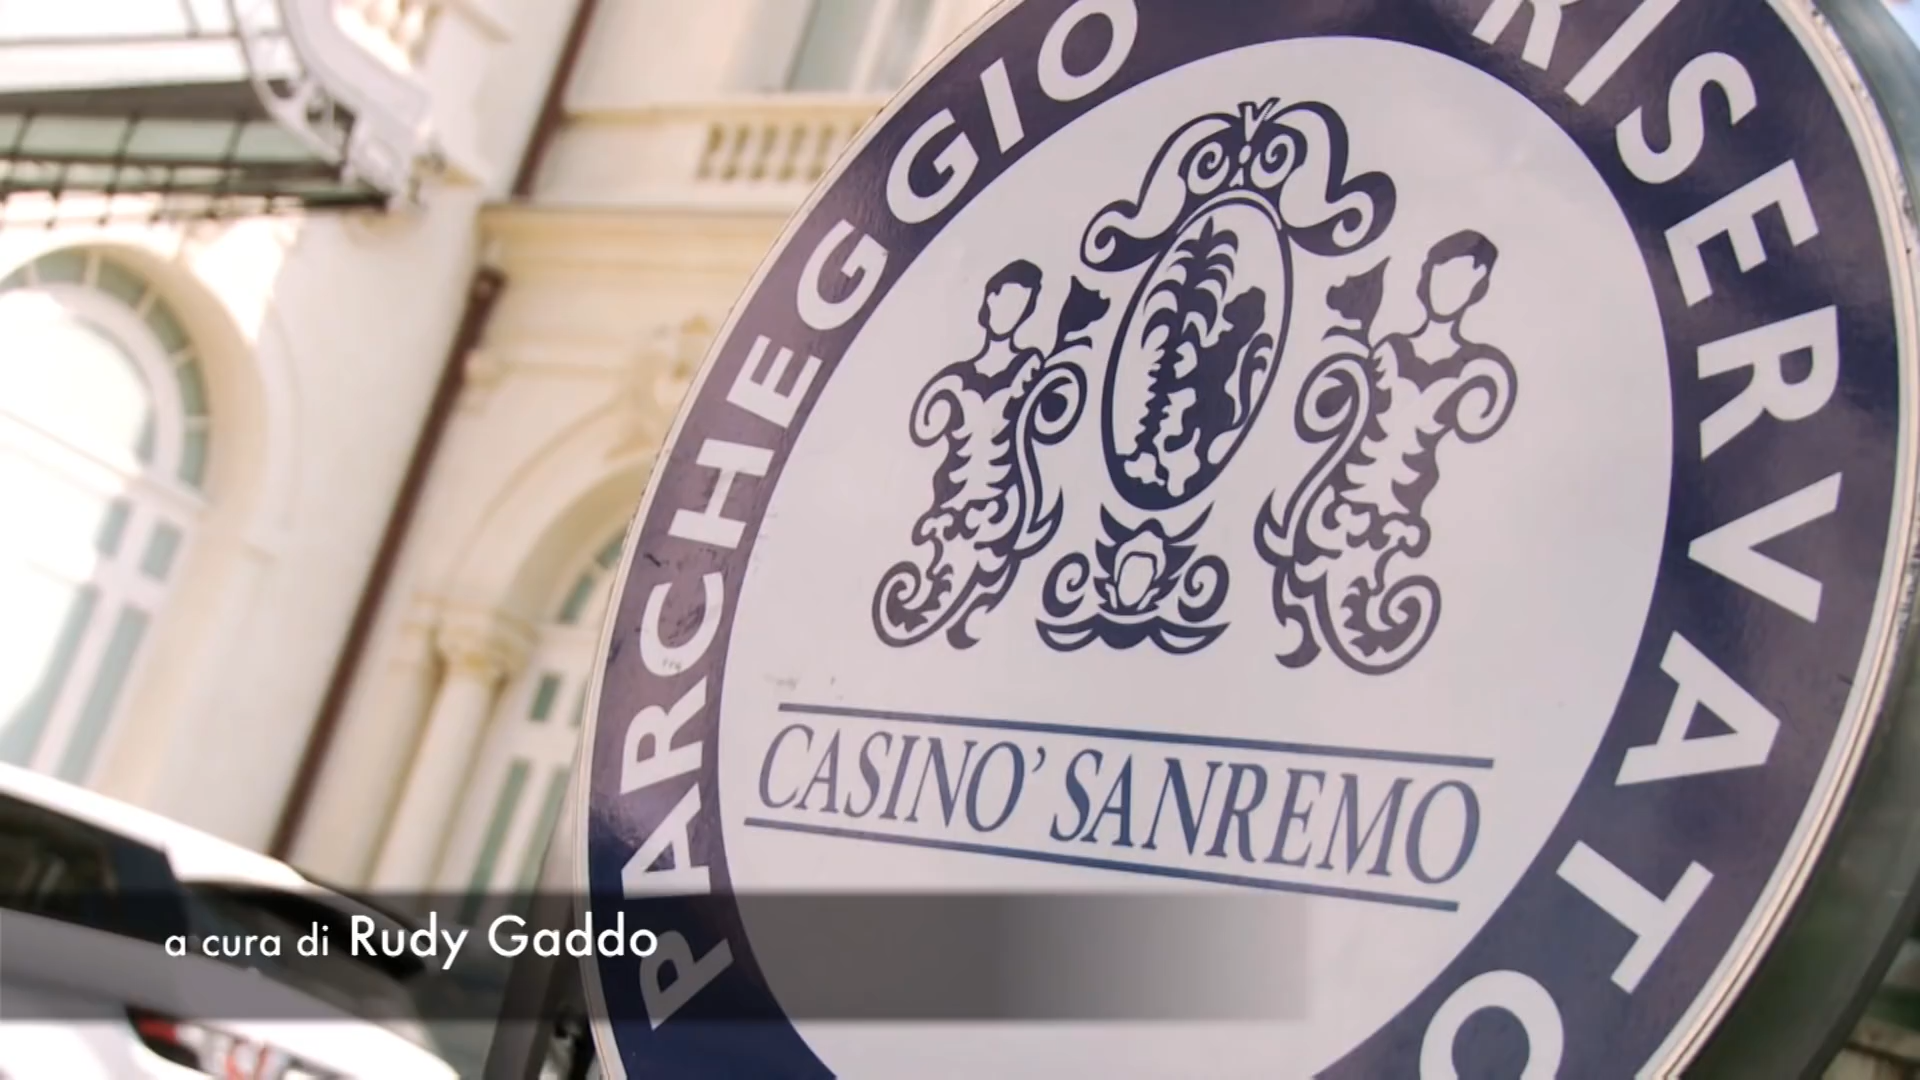 PARCHEGGIO RISERVATO
CASINO' SANREMO
a cura di Rudy Gaddo